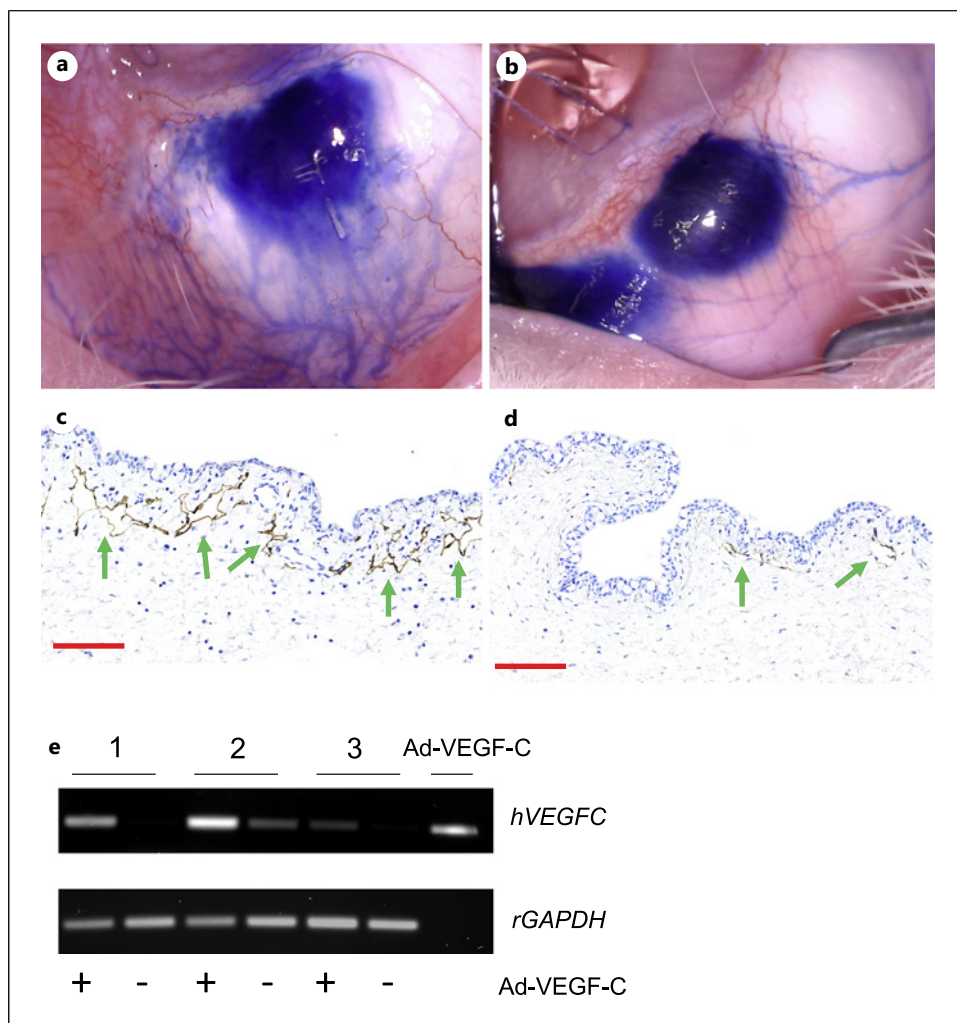 a
b
c
d
e
1 2 3 Ad-VEGF-C
hVEGFC
rGAPDH
+ - + - + - Ad-VEGF-C